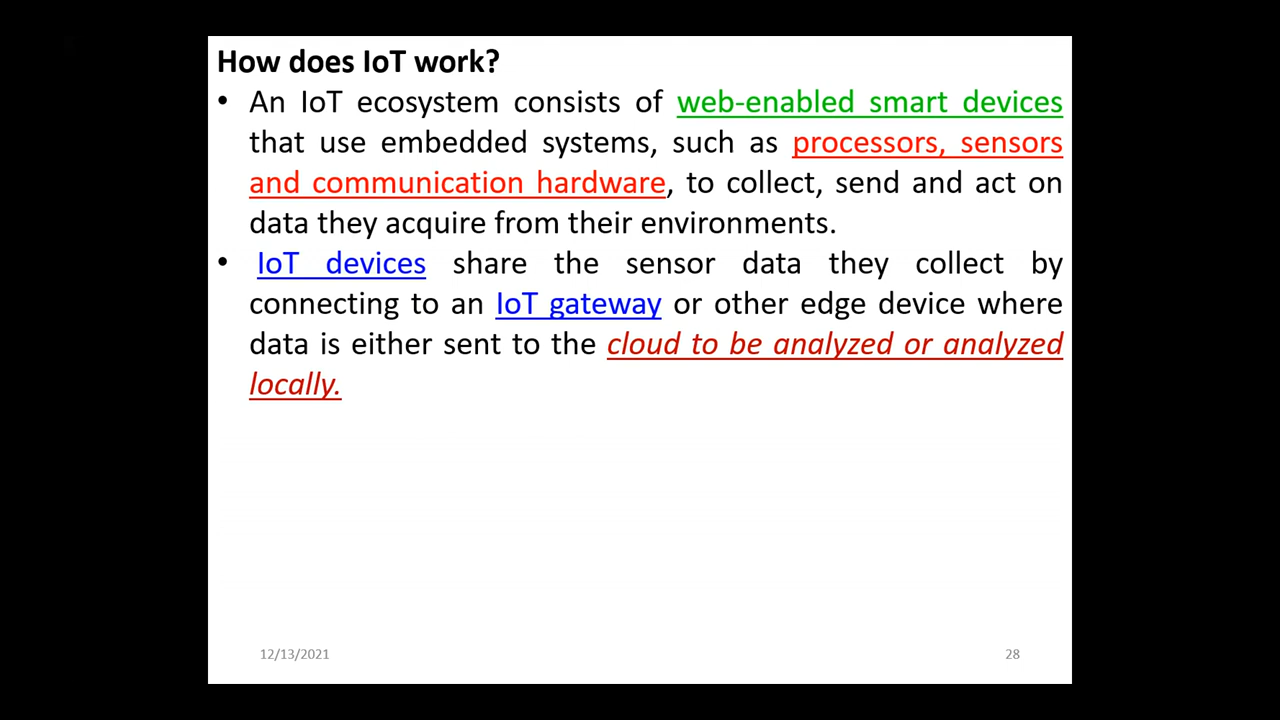 How does IoT work?
• An IoT ecosystem consists of web-enabled smart devices
that use embedded systems, such as processors, sensors
and communication hardware, to collect, send and act on
data they acquire from their environments.
• IoT devices share the sensor data they collect by
connecting to an IoT gateway or other edge device where
data is either sent to the cloud to be analyzed or analyzed
locally.
12/13/2021
28